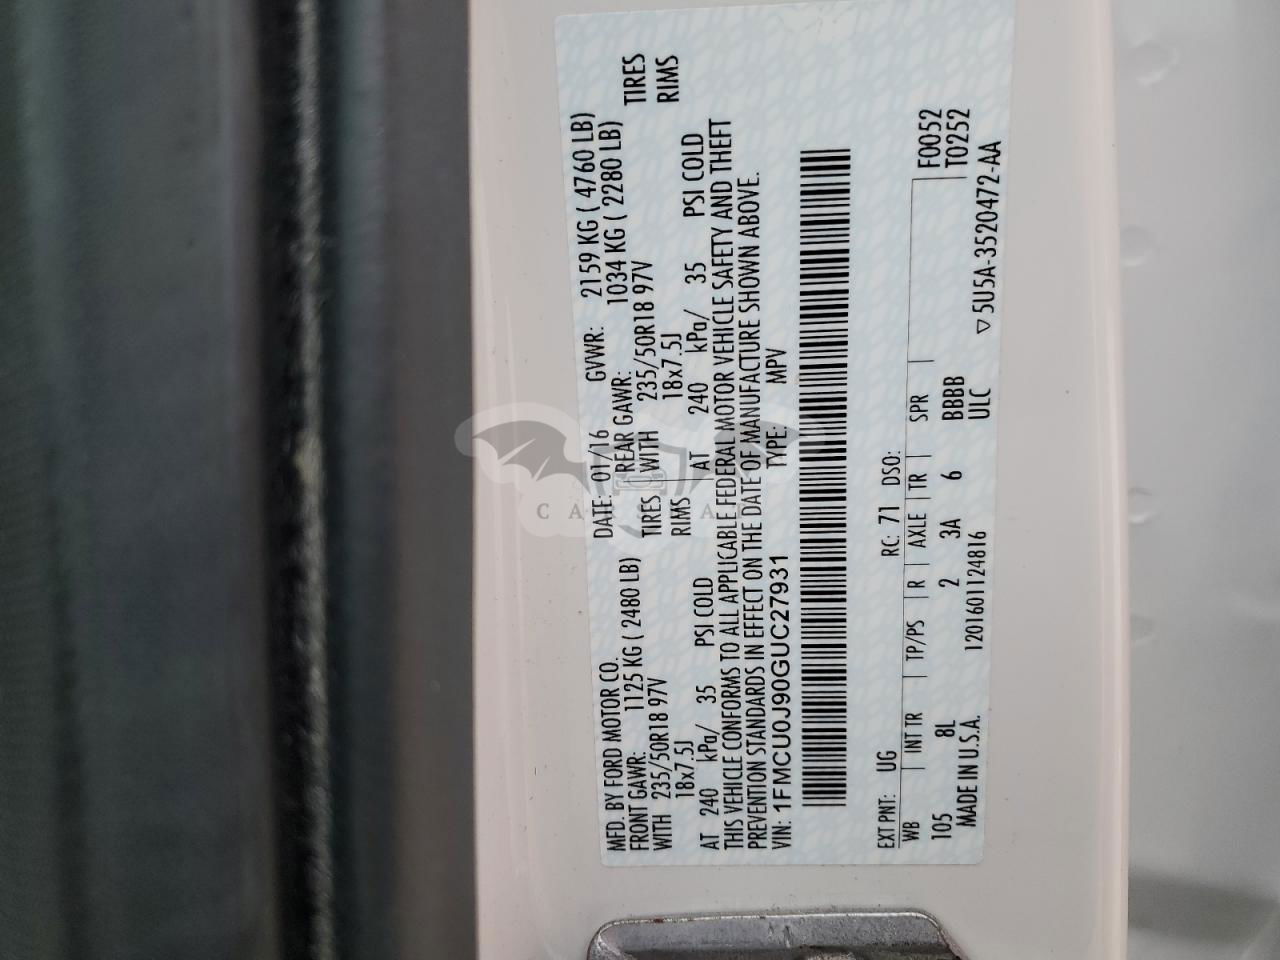 MFD. BY FORD MOTOR CO.
DATE: 01/16 GVWR: 2159 KG ( 4760 LB)
FRONT GAWR: 1125 KG ( 2480 LB) REAR GAWR: 1034 KG ( 2280 LB)
WITH 235/50R18 97V TIRES WITH 235/50R18 97V TIRES
18x7.5J RIMS 18x7.5J RIMS
AT 240 kPa/ 35 PSI COLD AT 240 kPa/ 35 PSI COLD
THIS VEHICLE CONFORMS TO ALL APPLICABLE FEDERAL MOTOR VEHICLE SAFETY AND THEFT
PREVENTION STANDARDS IN EFFECT ON THE DATE OF MANUFACTURE SHOWN ABOVE.
VIN: 1FMCU0J90GUC27931 TYPE: MPV
EXT PNT: UG RC: 71 DSO: F0052
WB INT TR TP/PS R AXLE TR SPR T0252
105 8L 2 3A 6 BBBB
MADE IN U.S.A. 1201601124816 ULC ▽5U5A-3520472-AA